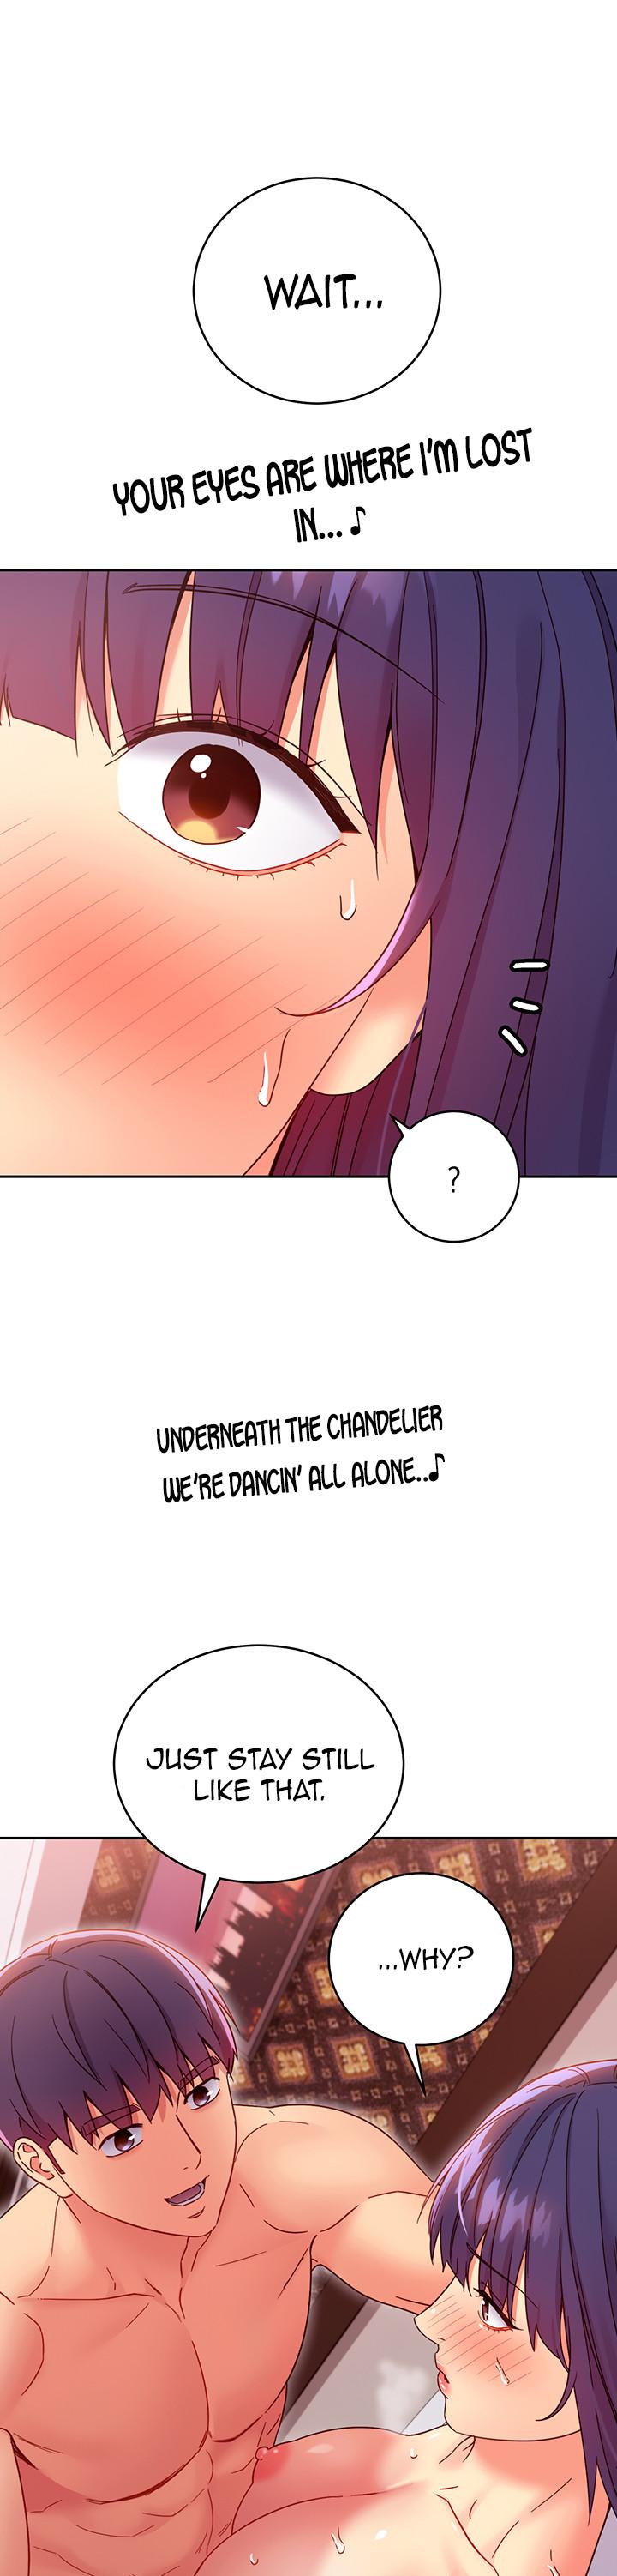 WAIT...
YOUR EYES ARE WHERE I'M LOST
IN... ♪
?
UNDERNEATH THE CHANDELIER
WE'RE DANCIN' ALL ALONE..♪
JUST STAY STILL
LIKE THAT.
...WHY?